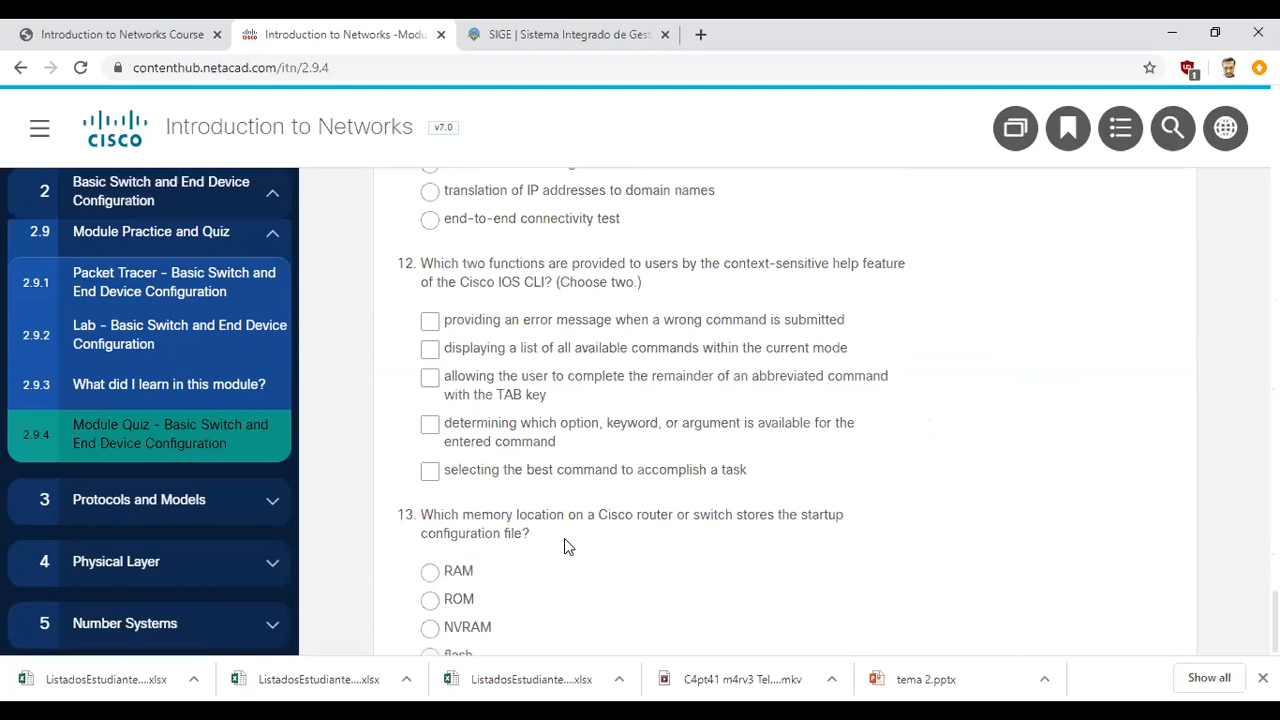 Introduction to Networks Course
Introduction to Networks -Modu
SIGE | Sistema Integrado de Gest
contenthub.netacad.com/itn/2.9.4
1
CISCO
Introduction to Networks
v7.0
2 Basic Switch and End Device
Configuration
2.9 Module Practice and Quiz
2.9.1 Packet Tracer - Basic Switch and
End Device Configuration
2.9.2 Lab - Basic Switch and End Device
Configuration
2.9.3 What did I learn in this module?
2.9.4 Module Quiz - Basic Switch and
End Device Configuration
3 Protocols and Models
4 Physical Layer
5 Number Systems
translation of IP addresses to domain names
end-to-end connectivity test
12. Which two functions are provided to users by the context-sensitive help feature
of the Cisco IOS CLI? (Choose two.)
providing an error message when a wrong command is submitted
displaying a list of all available commands within the current mode
allowing the user to complete the remainder of an abbreviated command
with the TAB key
determining which option, keyword, or argument is available for the
entered command
selecting the best command to accomplish a task
13. Which memory location on a Cisco router or switch stores the startup
configuration file?
RAM
ROM
NVRAM
flash
ListadosEstudiante....xlsx
ListadosEstudiante....xlsx
ListadosEstudiante....xlsx
C4pt41 m4rv3 Tel....mkv
tema 2.pptx
Show all